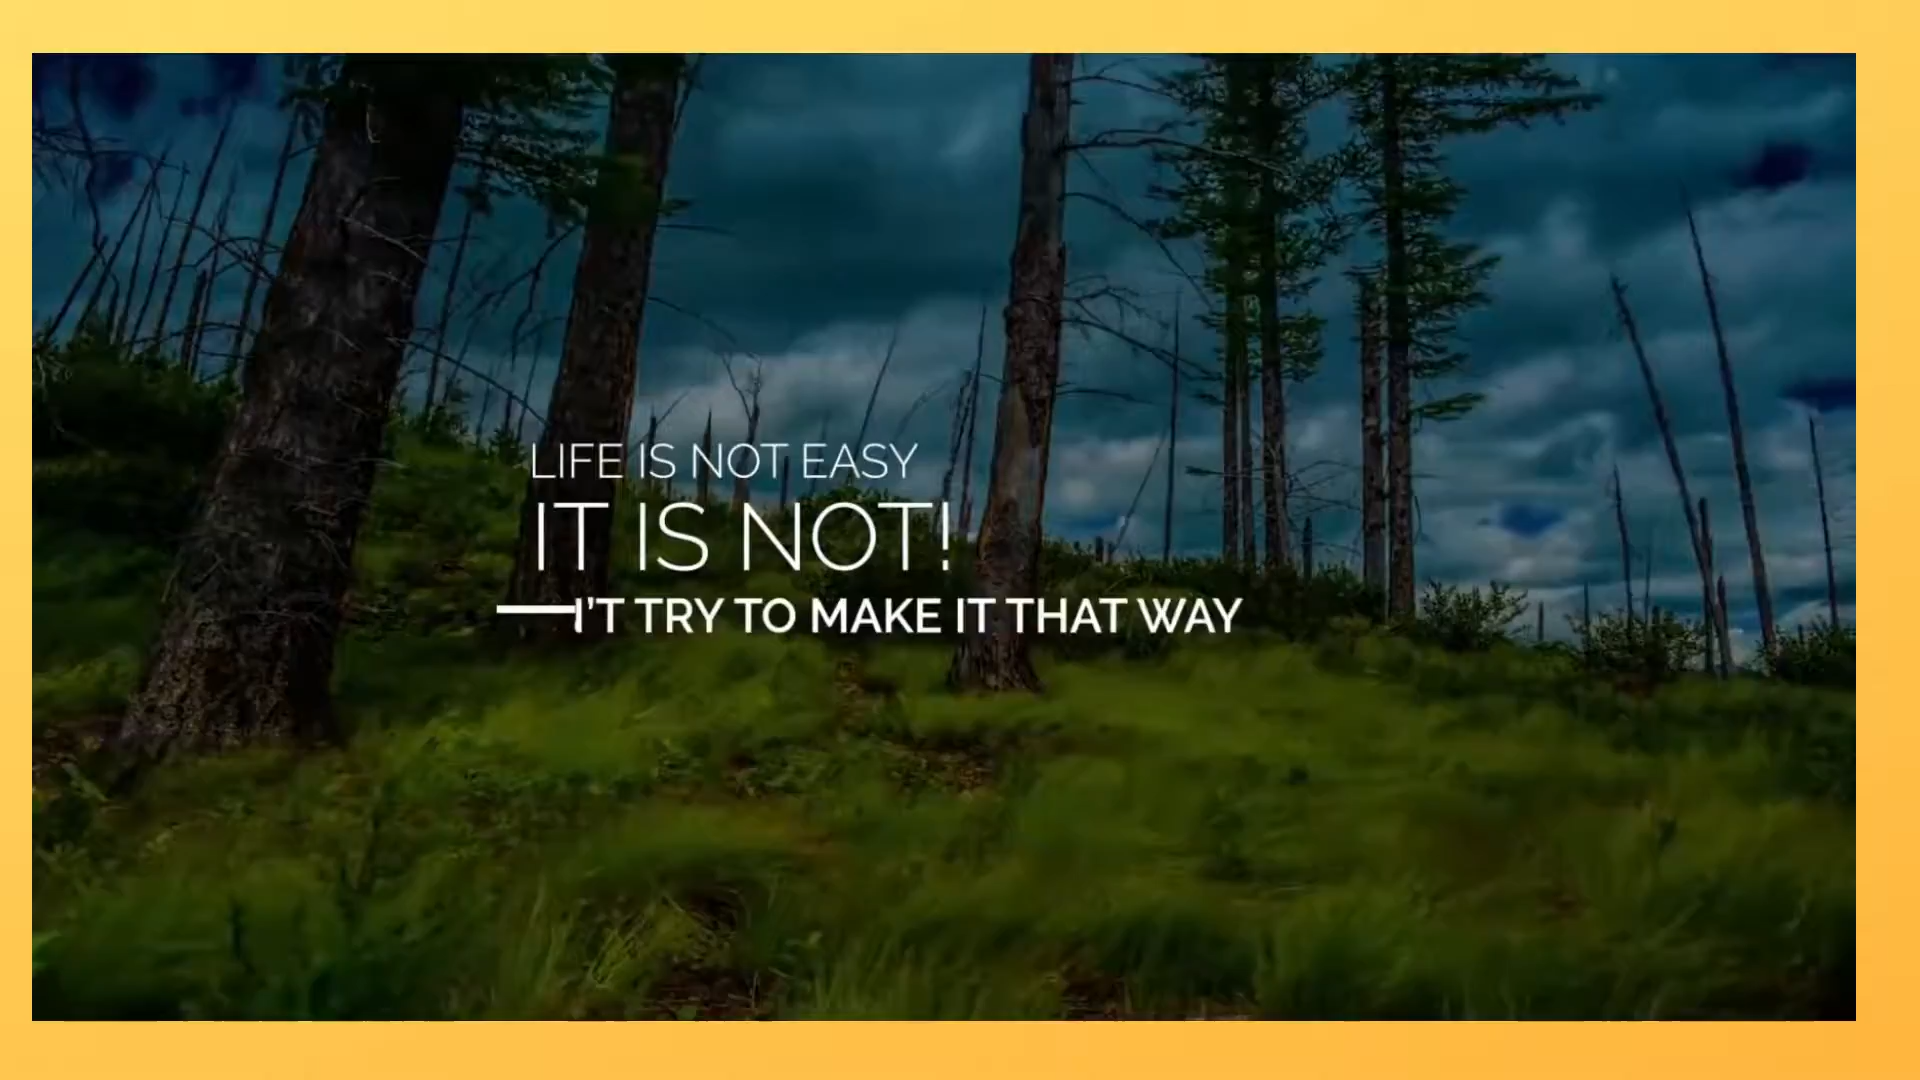 LIFE IS NOT EASY
IT IS NOT!
'T TRY TO MAKE IT THAT WAY